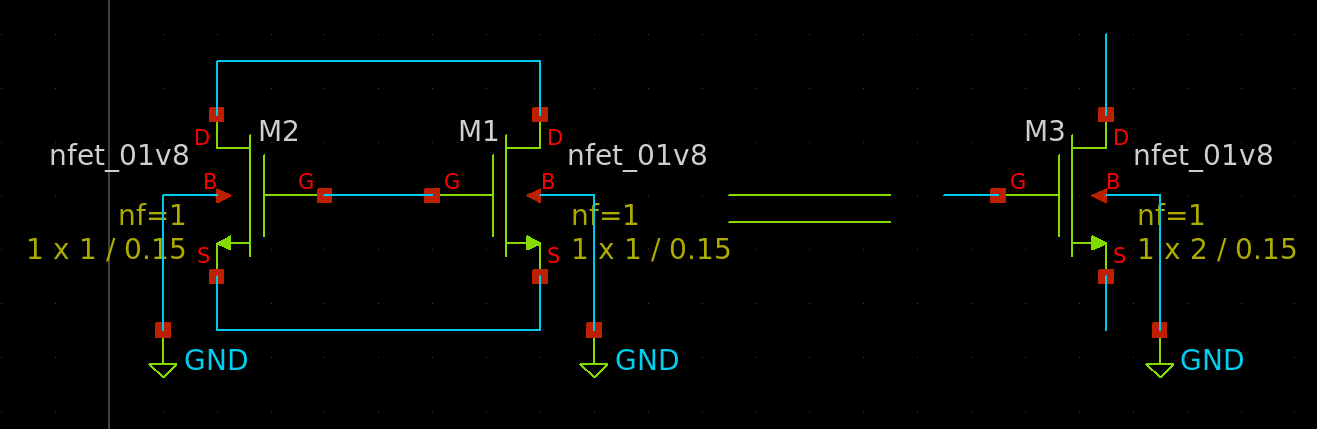 M2
D
nfet_01v8
B
G
nf=1
1 x 1 / 0.15
S
GND
M1
D
nfet_01v8
G
B
nf=1
1 x 1 / 0.15
S
GND
M3
D
nfet_01v8
G
B
nf=1
1 x 2 / 0.15
S
GND